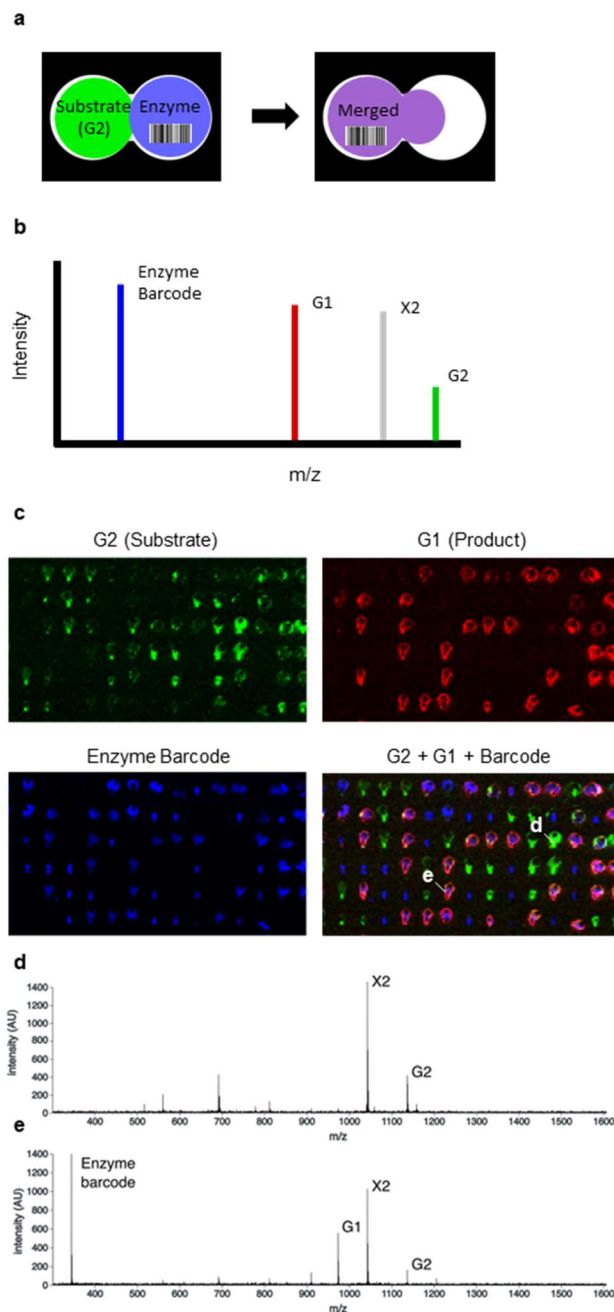 a
Substrate
(G2)
Enzyme
Merged
b
Intensity
Enzyme
Barcode
G1
X2
G2
m/z
c
G2 (Substrate)
G1 (Product)
Enzyme Barcode
G2 + G1 + Barcode
d
e
d
intensity (AU)
1400
1200
1000
800
600
400
200
0
X2
G2
400 500 600 700 800 900 1000 1100 1200 1300 1400 1500 1600
m/z
e
intensity (AU)
1400
1200
1000
800
600
400
200
0
Enzyme
barcode
G1
X2
G2
400 500 600 700 800 900 1000 1100 1200 1300 1400 1500 1600
m/z